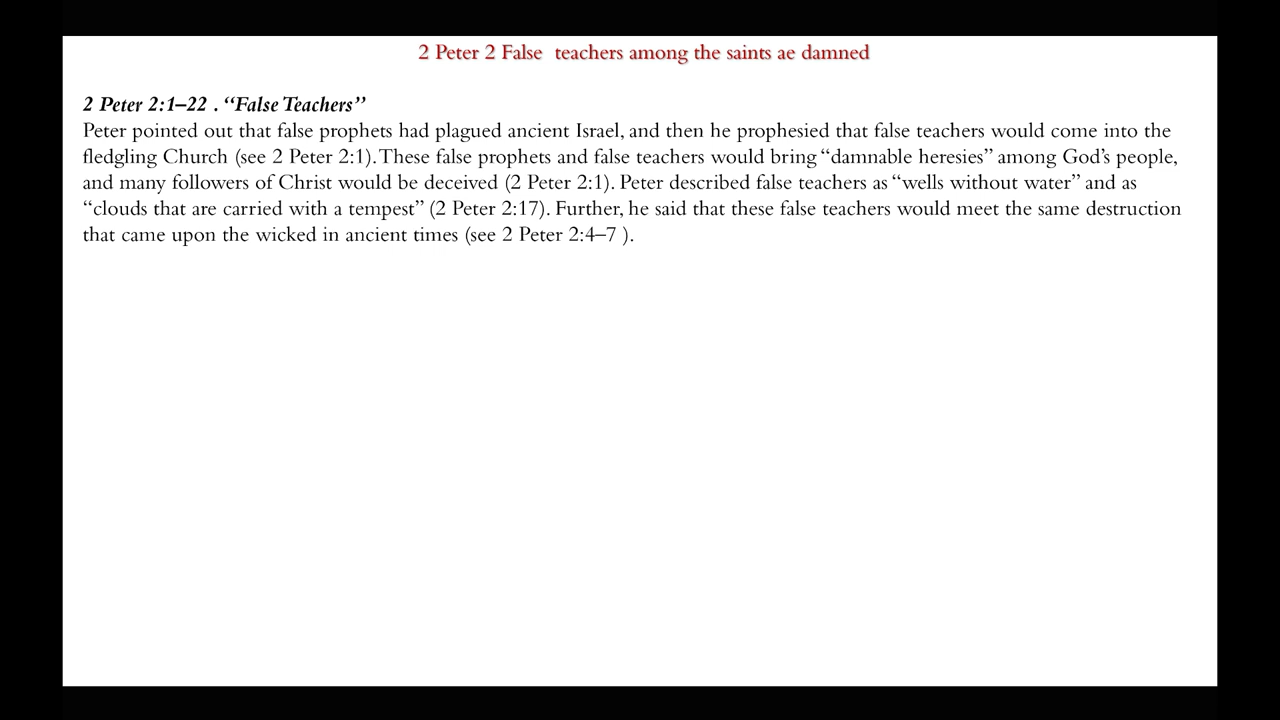 2 Peter 2 False  teachers among the saints ae damned
2 Peter 2:1–22 . “False Teachers”
Peter pointed out that false prophets had plagued ancient Israel, and then he prophesied that false teachers would come into the
fledgling Church (see 2 Peter 2:1). These false prophets and false teachers would bring “damnable heresies” among God’s people,
and many followers of Christ would be deceived (2 Peter 2:1). Peter described false teachers as “wells without water” and as
“clouds that are carried with a tempest” (2 Peter 2:17). Further, he said that these false teachers would meet the same destruction
that came upon the wicked in ancient times (see 2 Peter 2:4–7 ).